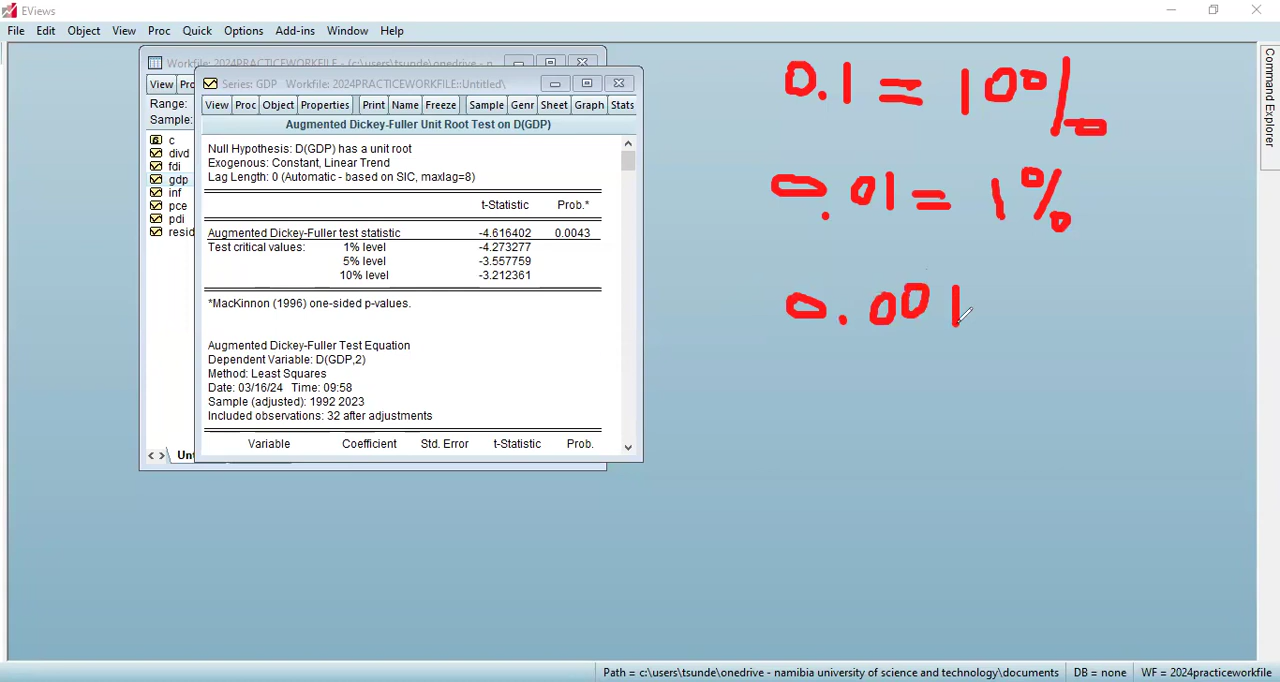 EViews
File Edit Object View Proc Quick Options Add-ins Window Help
Command Explorer
Series: GDP Workfile: 2024PRACTICEWORKFILE::Untitled\
View Proc Object Properties Print Name Freeze Sample Genr Sheet Graph Stats
Augmented Dickey-Fuller Unit Root Test on D(GDP)
Null Hypothesis: D(GDP) has a unit root
Exogenous: Constant, Linear Trend
Lag Length: 0 (Automatic - based on SIC, maxlag=8)
t-Statistic Prob.*
Augmented Dickey-Fuller test statistic -4.616402 0.0043
Test critical values: 1% level -4.273277
5% level -3.557759
10% level -3.212361
*MacKinnon (1996) one-sided p-values.
Augmented Dickey-Fuller Test Equation
Dependent Variable: D(GDP,2)
Method: Least Squares
Date: 03/16/24 Time: 09:58
Sample (adjusted): 1992 2023
Included observations: 32 after adjustments
Variable Coefficient Std. Error t-Statistic Prob.
Workfile: 2024PRACTICEWORKFILE - (c:\users\tsunde\onedrive - n
View
Range:
Sample:
c
divd
fdi
gdp
inf
pce
pdi
resid
0.1 = 10%
0.01 = 1%
0.001
Path = c:\users\tsunde\onedrive - namibia university of science and technology\documents DB = none WF = 2024practiceworkfile